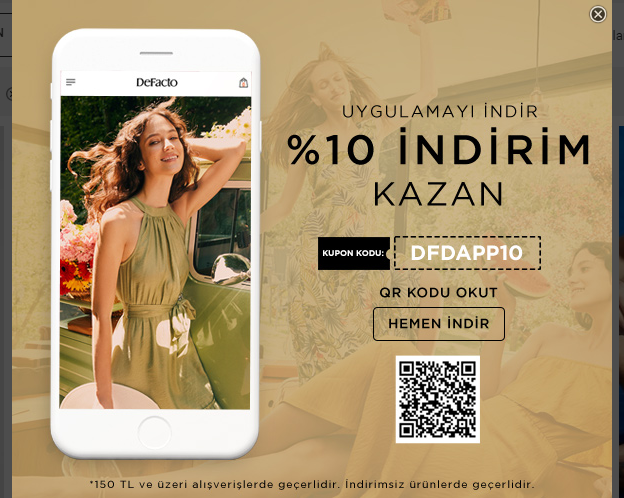 DeFacto
UYGULAMAYI İNDİR
%10 İNDİRİM
KAZAN
KUPON KODU:
DFDAPP10
QR KODU OKUT
HEMEN İNDİR
*150 TL ve üzeri alışverişlerde geçerlidir. İndirimsiz ürünlerde geçerlidir.